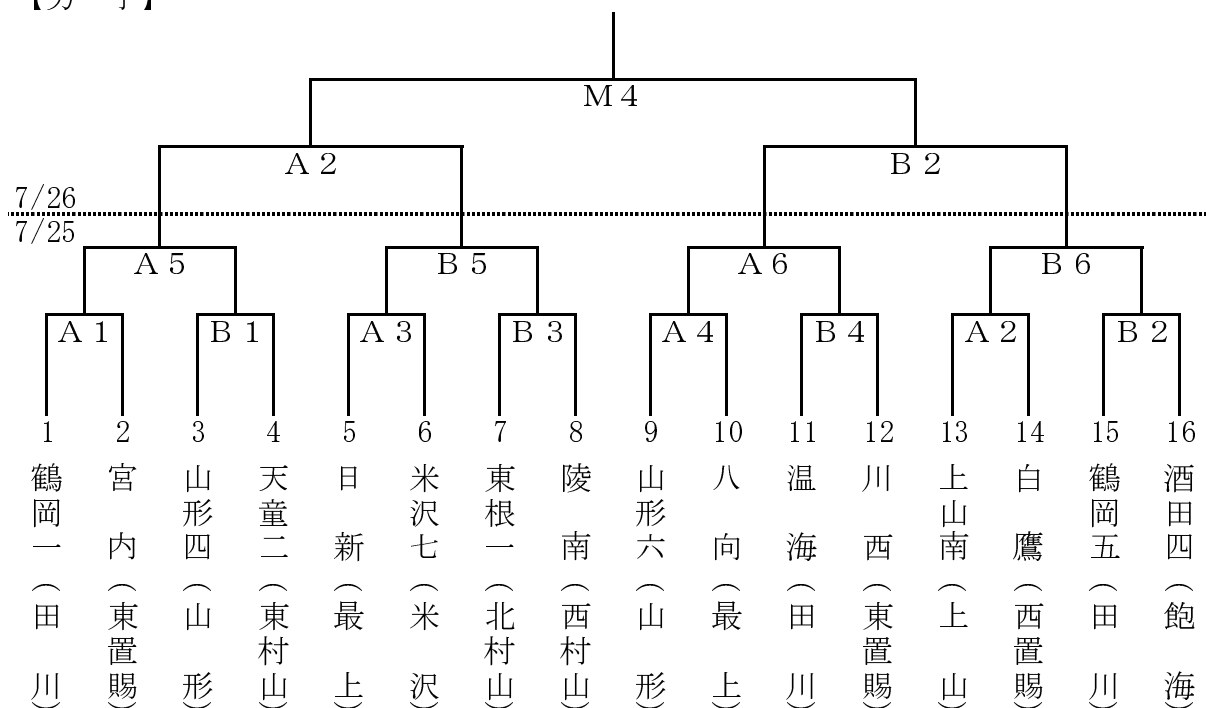 【男 子】
M4
A2
B2
7/26
7/25
A5
B5
A6
B6
A1
B1
A3
B3
A4
B4
A2
B2
1 2 3 4 5 6 7 8 9 10 11 12 13 14 15 16
鶴岡一(田川)
宮内(東置賜)
山形四(山形)
天童二(東村山)
日新(最上)
米沢七(米沢)
東根一(北村山)
陵南(西村山)
山形六(山形)
八向(最上)
温海(田川)
川西(東置賜)
上山南(上山)
白鷹(西置賜)
鶴岡五(田川)
酒田四(飽海)